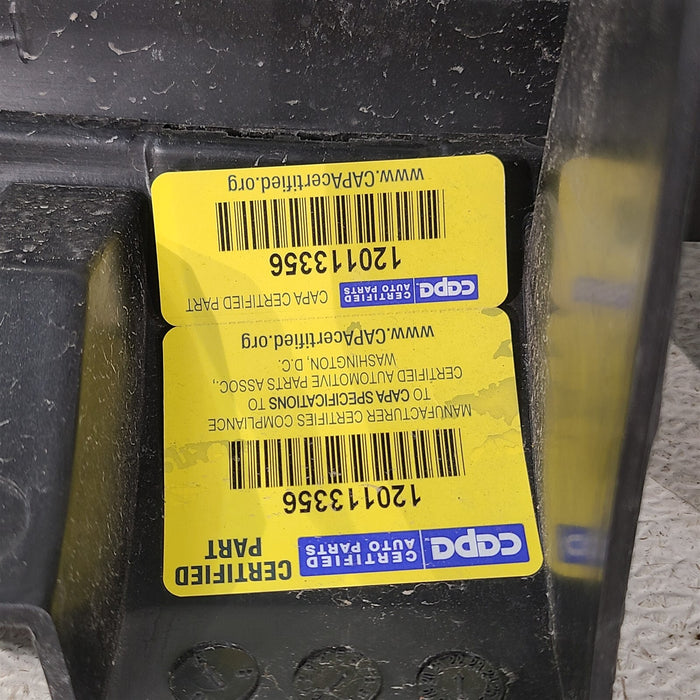 capa CERTIFIED AUTO PARTS CERTIFIED PART
120113356
MANUFACTURER CERTIFIES COMPLIANCE
TO CAPA SPECIFICATIONS TO
CERTIFIED AUTOMOTIVE PARTS ASSOC.,
WASHINGTON, D.C.
www.CAPAcertified.org
capa CERTIFIED AUTO PARTS CAPA CERTIFIED PART
120113356
www.CAPAcertified.org